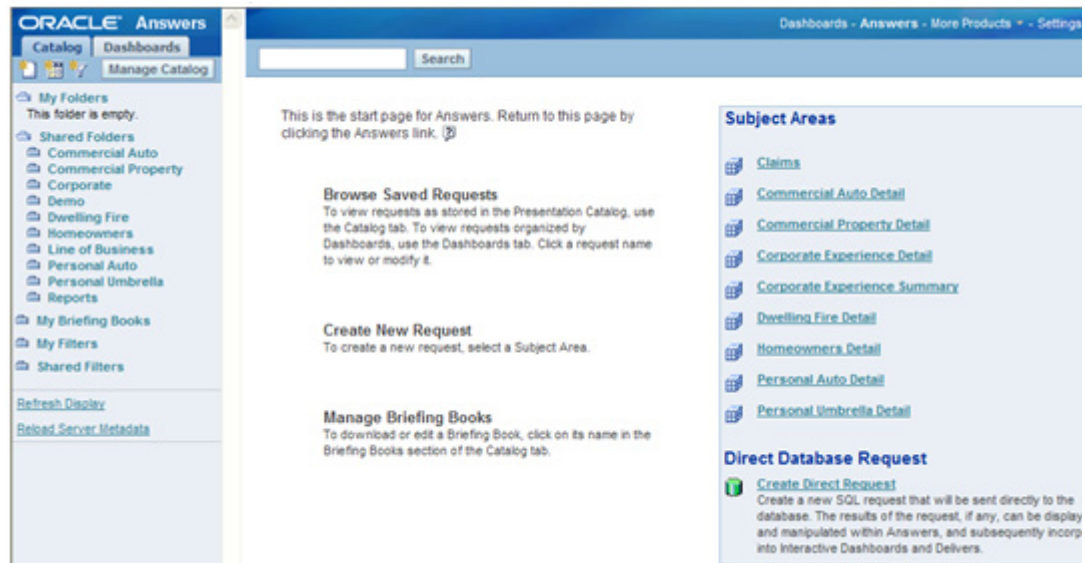 ORACLE Answers
Dashboards - Answers - More Products - Settings
Catalog Dashboards
Manage Catalog
Search
My Folders
This folder is empty.
Shared Folders
Commercial Auto
Commercial Property
Corporate
Demo
Dwelling Fire
Homeowners
Line of Business
Personal Auto
Personal Umbrella
Reports
My Briefing Books
My Filters
Shared Filters
Refresh Display
Reload Server Metadata
This is the start page for Answers. Return to this page by
clicking the Answers link.
Browse Saved Requests
To view requests as stored in the Presentation Catalog, use
the Catalog tab. To view requests organized by
Dashboards, use the Dashboards tab. Click a request name
to view or modify it.
Create New Request
To create a new request, select a Subject Area.
Manage Briefing Books
To download or edit a Briefing Book, click on its name in the
Briefing Books section of the Catalog tab.
Subject Areas
Claims
Commercial Auto Detail
Commercial Property Detail
Corporate Experience Detail
Corporate Experience Summary
Dwelling Fire Detail
Homeowners Detail
Personal Auto Detail
Personal Umbrella Detail
Direct Database Request
Create Direct Request
Create a new SQL request that will be sent directly to the
database. The results of the request, if any, can be display
and manipulated within Answers, and subsequently incorp
into Interactive Dashboards and Delivers.